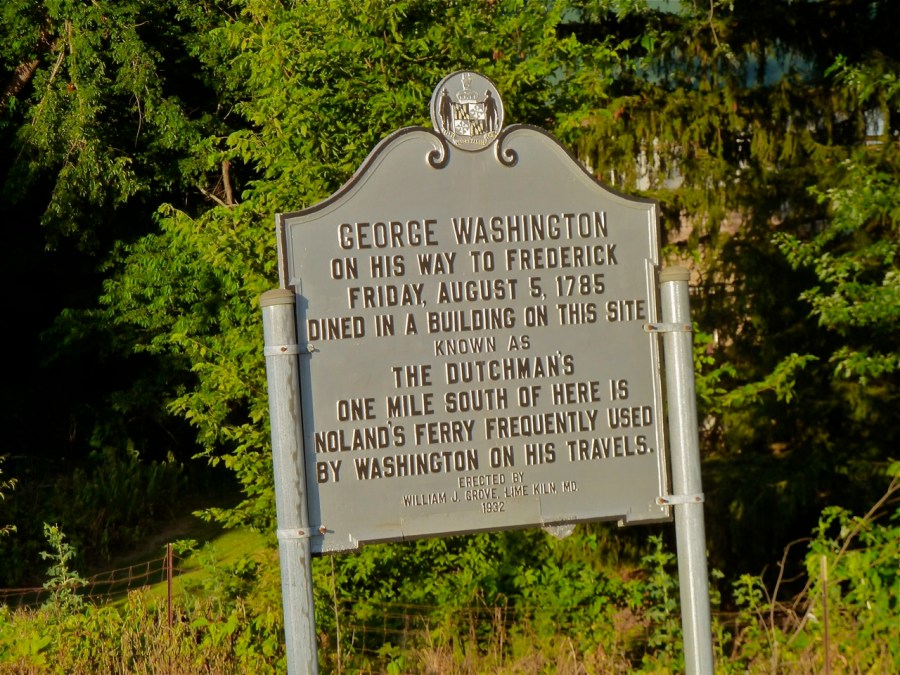 GEORGE WASHINGTON
ON HIS WAY TO FREDERICK
FRIDAY, AUGUST 5, 1785
DINED IN A BUILDING ON THIS SITE
KNOWN AS
THE DUTCHMAN'S
ONE MILE SOUTH OF HERE IS
NOLAND'S FERRY FREQUENTLY USED
BY WASHINGTON ON HIS TRAVELS.
ERECTED BY
WILLIAM J. GROVE, LIME KILN, MD.
1932